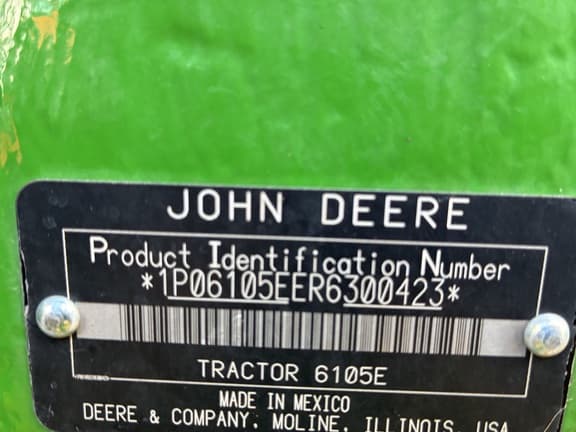 JOHN DEERE
Product Identification Number
*1P06105EER6300423*
TRACTOR 6105E
MADE IN MEXICO
DEERE & COMPANY, MOLINE, ILLINOIS, USA